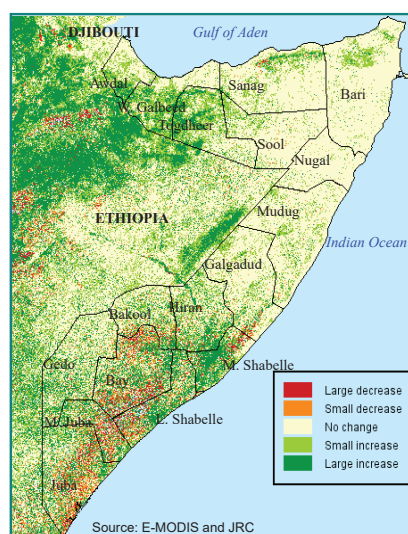 DJIBOUTI
Gulf of Aden
Awdal
Sanag
Bari
W. Galbeed
Togdheer
Sool
Nugal
ETHIOPIA
Mudug
Indian Ocean
Galgadud
Hiran
Bakool
Gedo
M. Shabelle
Bay
Large decrease
Small decrease
L. Shabelle
No change
M. Juba
Small increase
Large increase
Juba
Source: E-MODIS and JRC